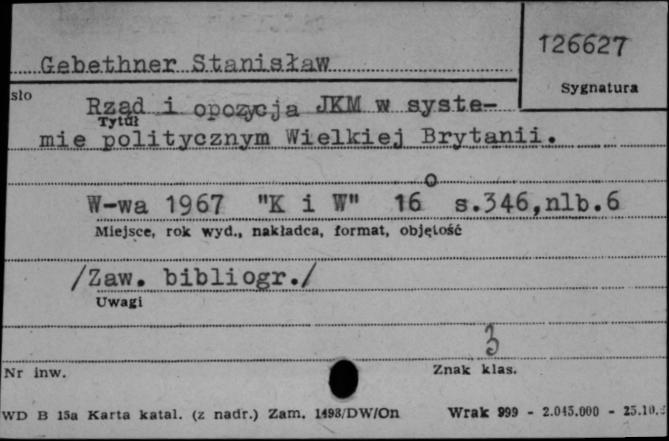 Gebethner Stanisław
126627
Sygnatura
sło
Rząd i opozycja JKM w syste-
Tytuł
mie politycznym Wielkiej Brytanii.
W-wa 1967 "K i W" 16° s.346,nlb.6
Miejsce, rok wyd., nakładca, format, objętość
/Zaw. bibliogr./
Uwagi
3
Nr inw.
Znak klas.
WD B 15a Karta katal. (z nadr.) Zam. 1498/DW/On Wrak 999 - 2.045.000 - 25.10.